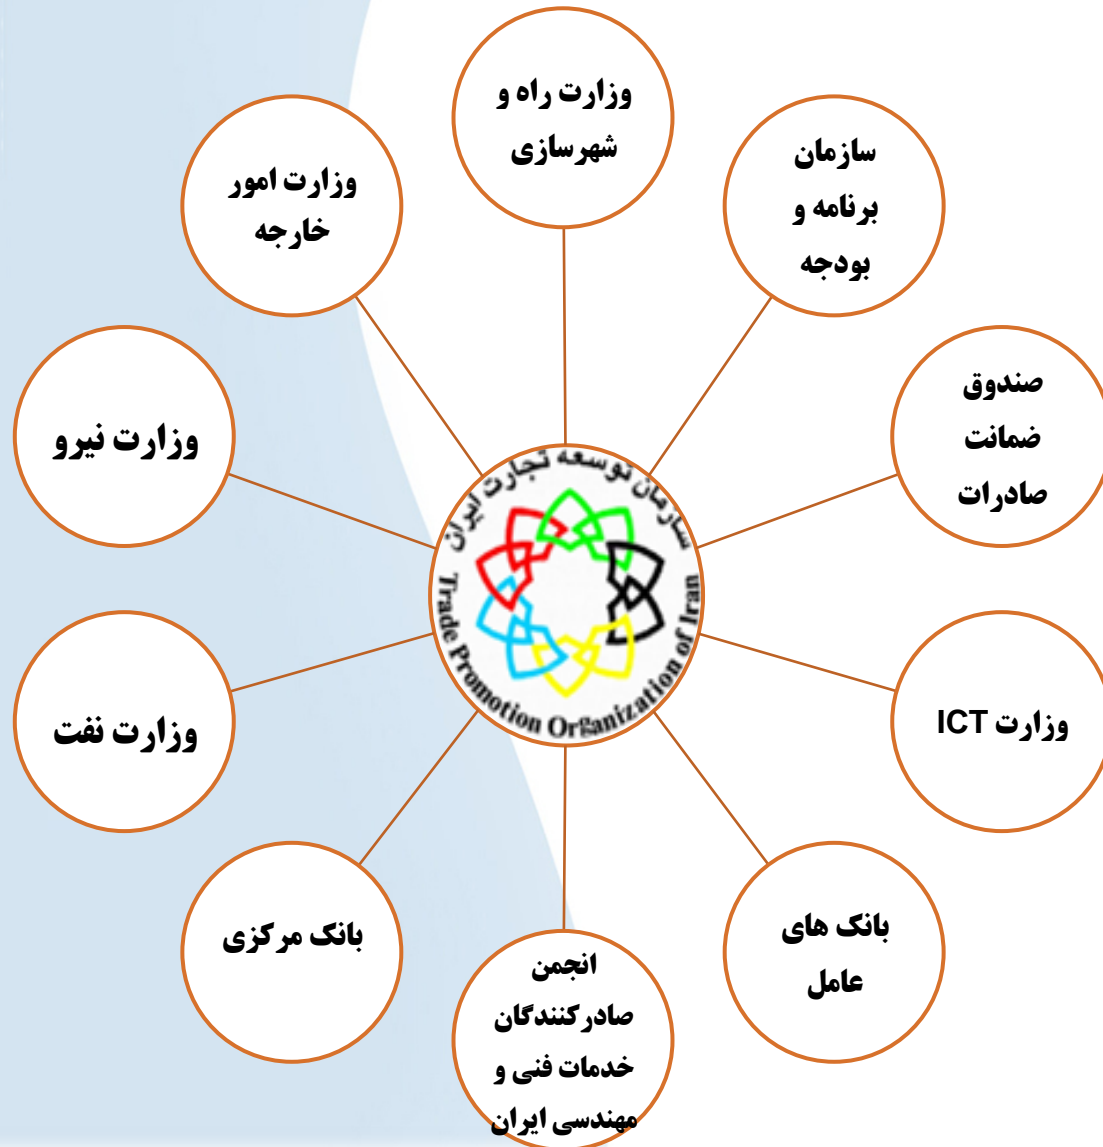 وزارت راه و
شهرسازی
سازمان
برنامه و
بودجه
صندوق
ضمانت
صادرات
وزارت ICT
بانک های
عامل
انجمن
صادرکنندگان
خدمات فنی و
مهندسی ایران
بانک مرکزی
وزارت نفت
وزارت نیرو
وزارت امور
خارجه
سازمان توسعه تجارت ایران
Trade Promotion Organization of Iran